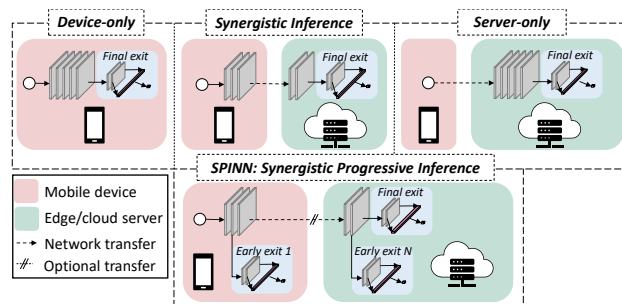 Device-only
Synergistic Inference
Server-only
Final exit
Final exit
Final exit
SPINN: Synergistic Progressive Inference
Mobile device
Edge/cloud server
Network transfer
Optional transfer
Final exit
Early exit 1
Early exit N